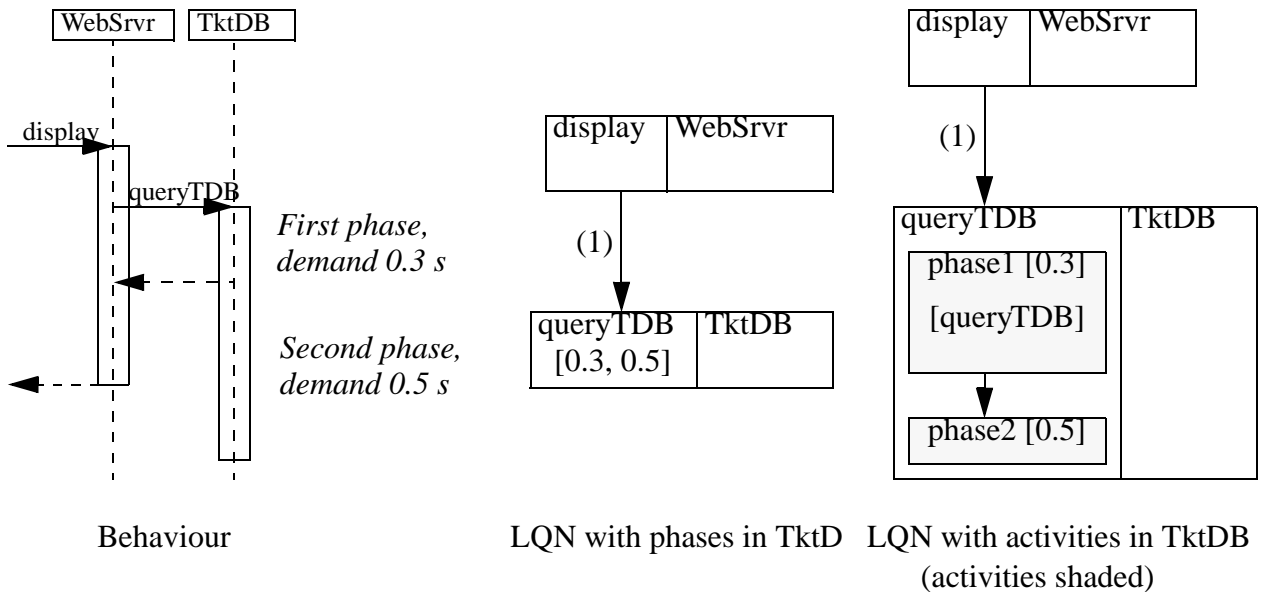 WebSrvr
TktDB
display
queryTDB
First phase,
demand 0.3 s
Second phase,
demand 0.5 s
Behaviour
display
WebSrvr
(1)
queryTDB
[0.3, 0.5]
TktDB
LQN with phases in TktD
display
WebSrvr
(1)
queryTDB
TktDB
phase1 [0.3]
[queryTDB]
phase2 [0.5]
LQN with activities in TktDB
(activities shaded)